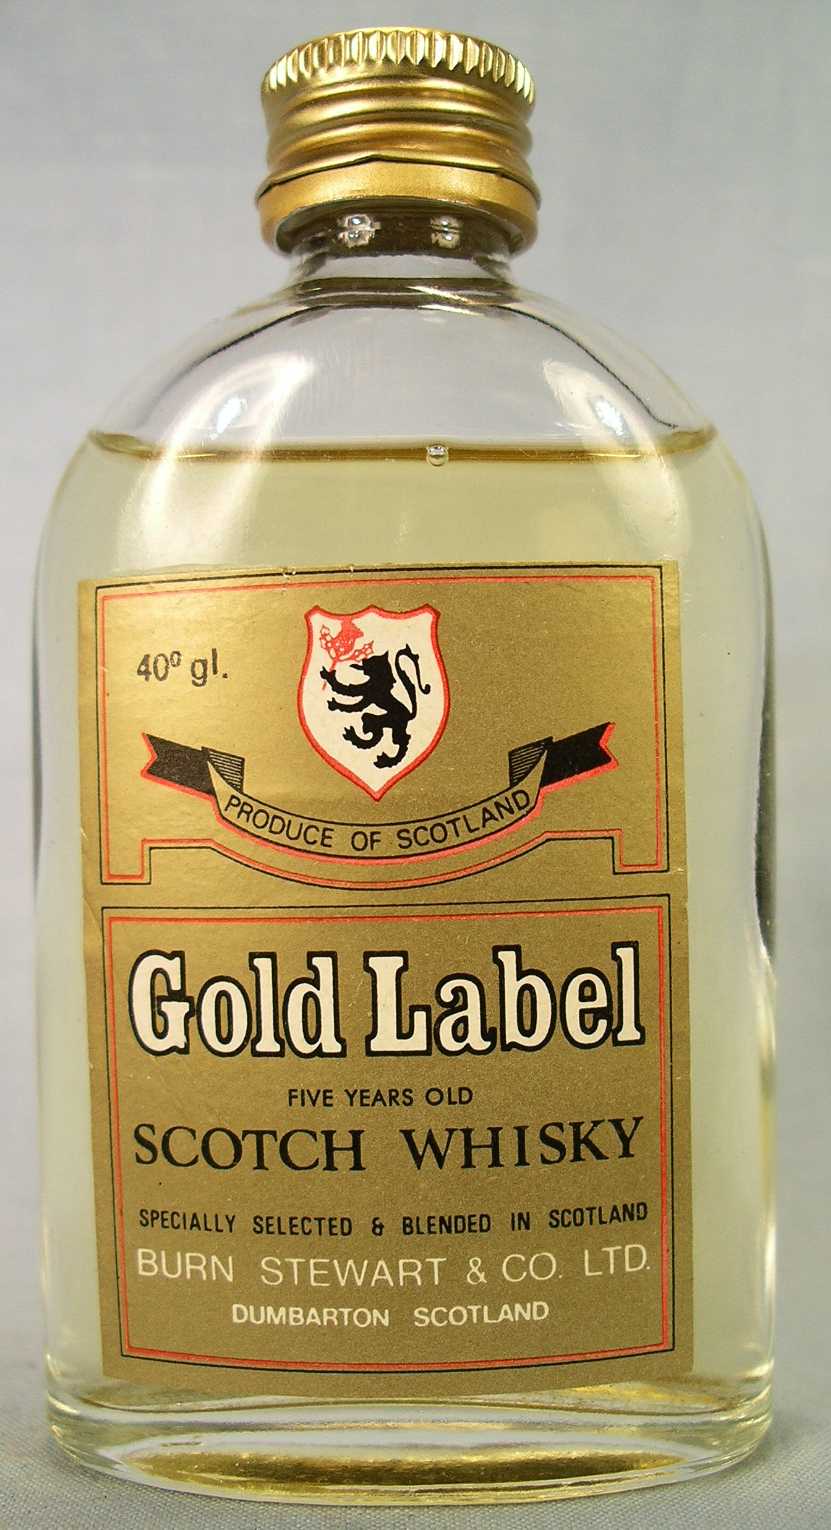 40⁰ gl.
PRODUCE OF SCOTLAND
Gold Label
FIVE YEARS OLD
SCOTCH WHISKY
SPECIALLY SELECTED & BLENDED IN SCOTLAND
BURN STEWART & CO. LTD.
DUMBARTON SCOTLAND